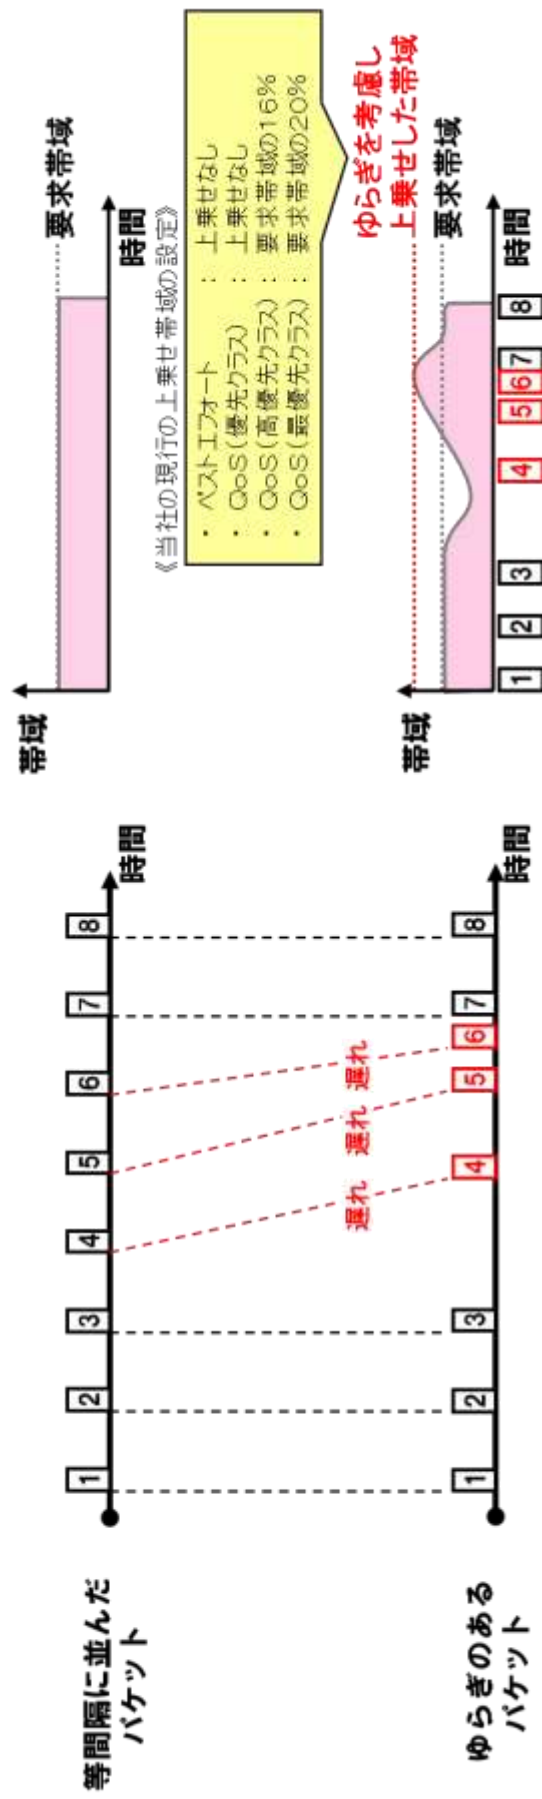 等間隔に並んだ
パケット
1 2 3 4 5 6 7 8
時間
遅れ 遅れ 遅れ
ゆらぎのある
パケット
1 2 3 4 5 6 7 8
時間
帯域
要求帯域
時間
《当社の現行の上乗せ帯域の設定》
・ ベストエフォート : 上乗せなし
・ QoS(優先クラス) : 上乗せなし
・ QoS(高優先クラス) : 要求帯域の16%
・ QoS(最優先クラス) : 要求帯域の20%
ゆらぎを考慮し
上乗せした帯域
帯域
要求帯域
時間
1 2 3 4 5 6 7 8